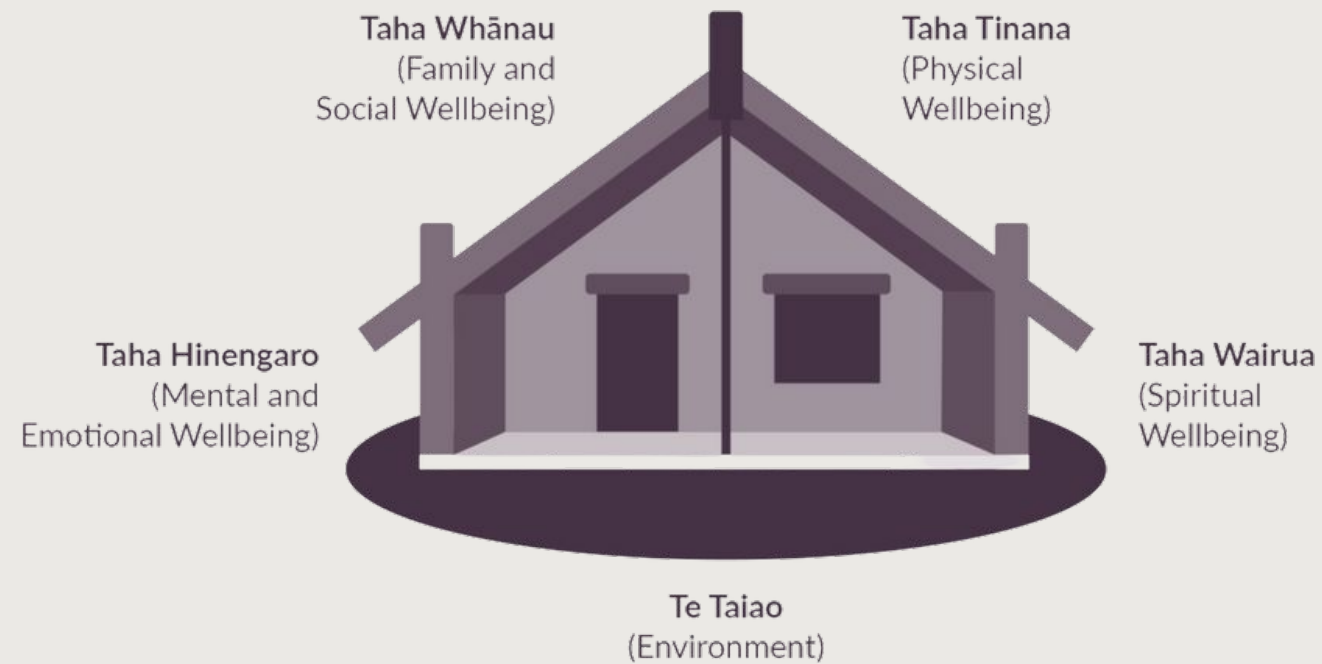 Taha Whānau
(Family and
Social Wellbeing)
Taha Tinana
(Physical
Wellbeing)
Taha Hinengaro
(Mental and
Emotional Wellbeing)
Taha Wairua
(Spiritual
Wellbeing)
Te Taiao
(Environment)